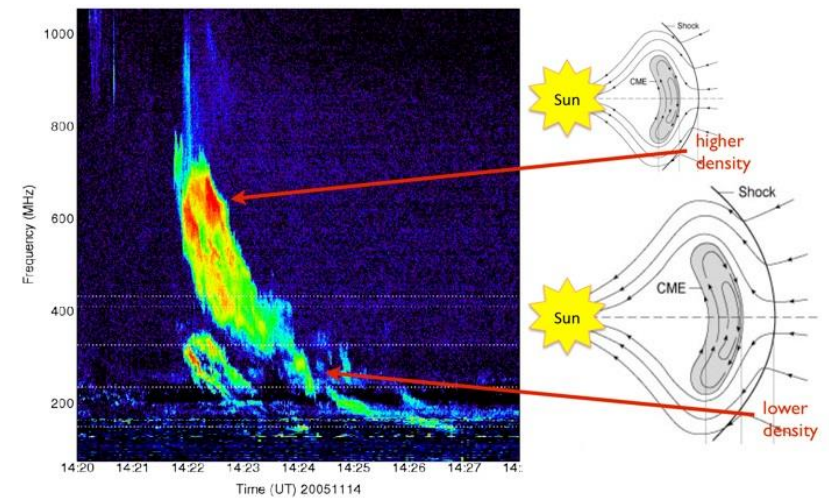 1000
800
600
400
200
Frequency (MHz)
14:20 14:21 14:22 14:23 14:24 14:25 14:26 14:27 14:
Time (UT) 20051114
Shock
CME
Sun
higher
density
Shock
CME
Sun
lower
density